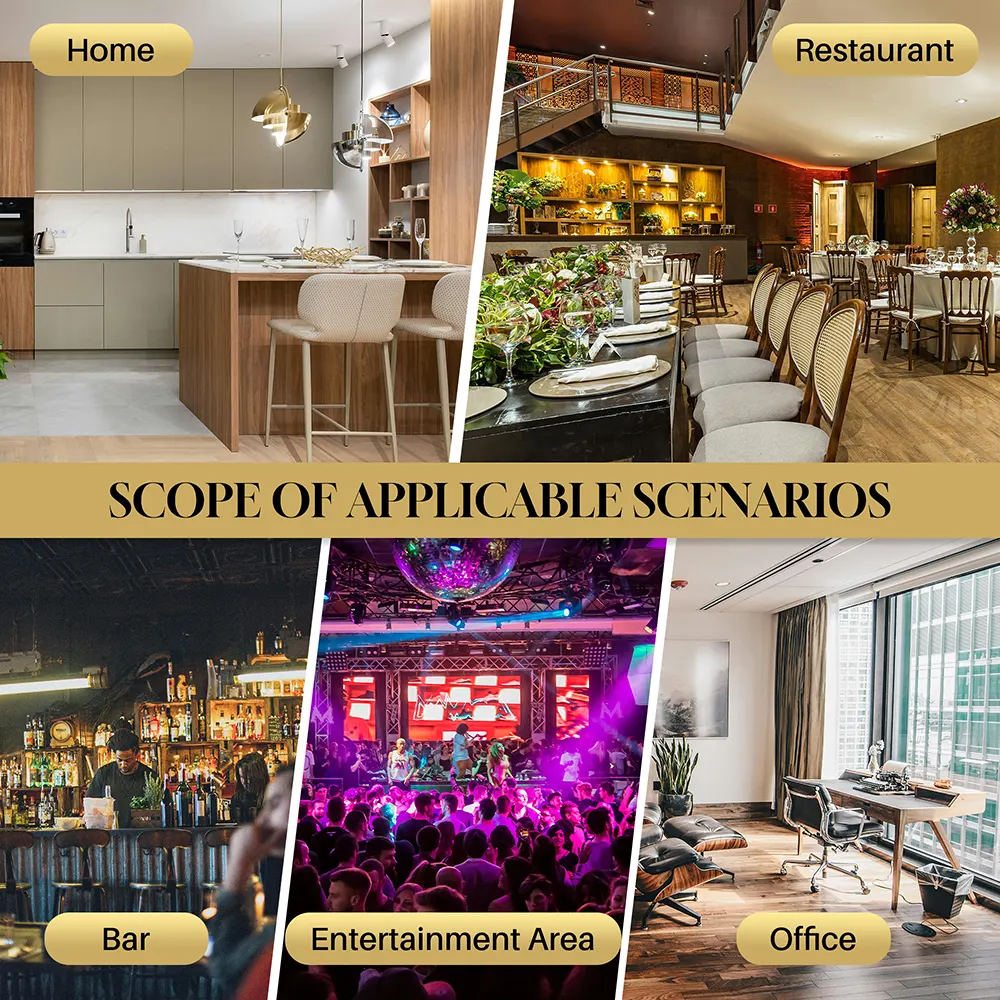 Home
Restaurant
SCOPE OF APPLICABLE SCENARIOS
Bar
Entertainment Area
Office